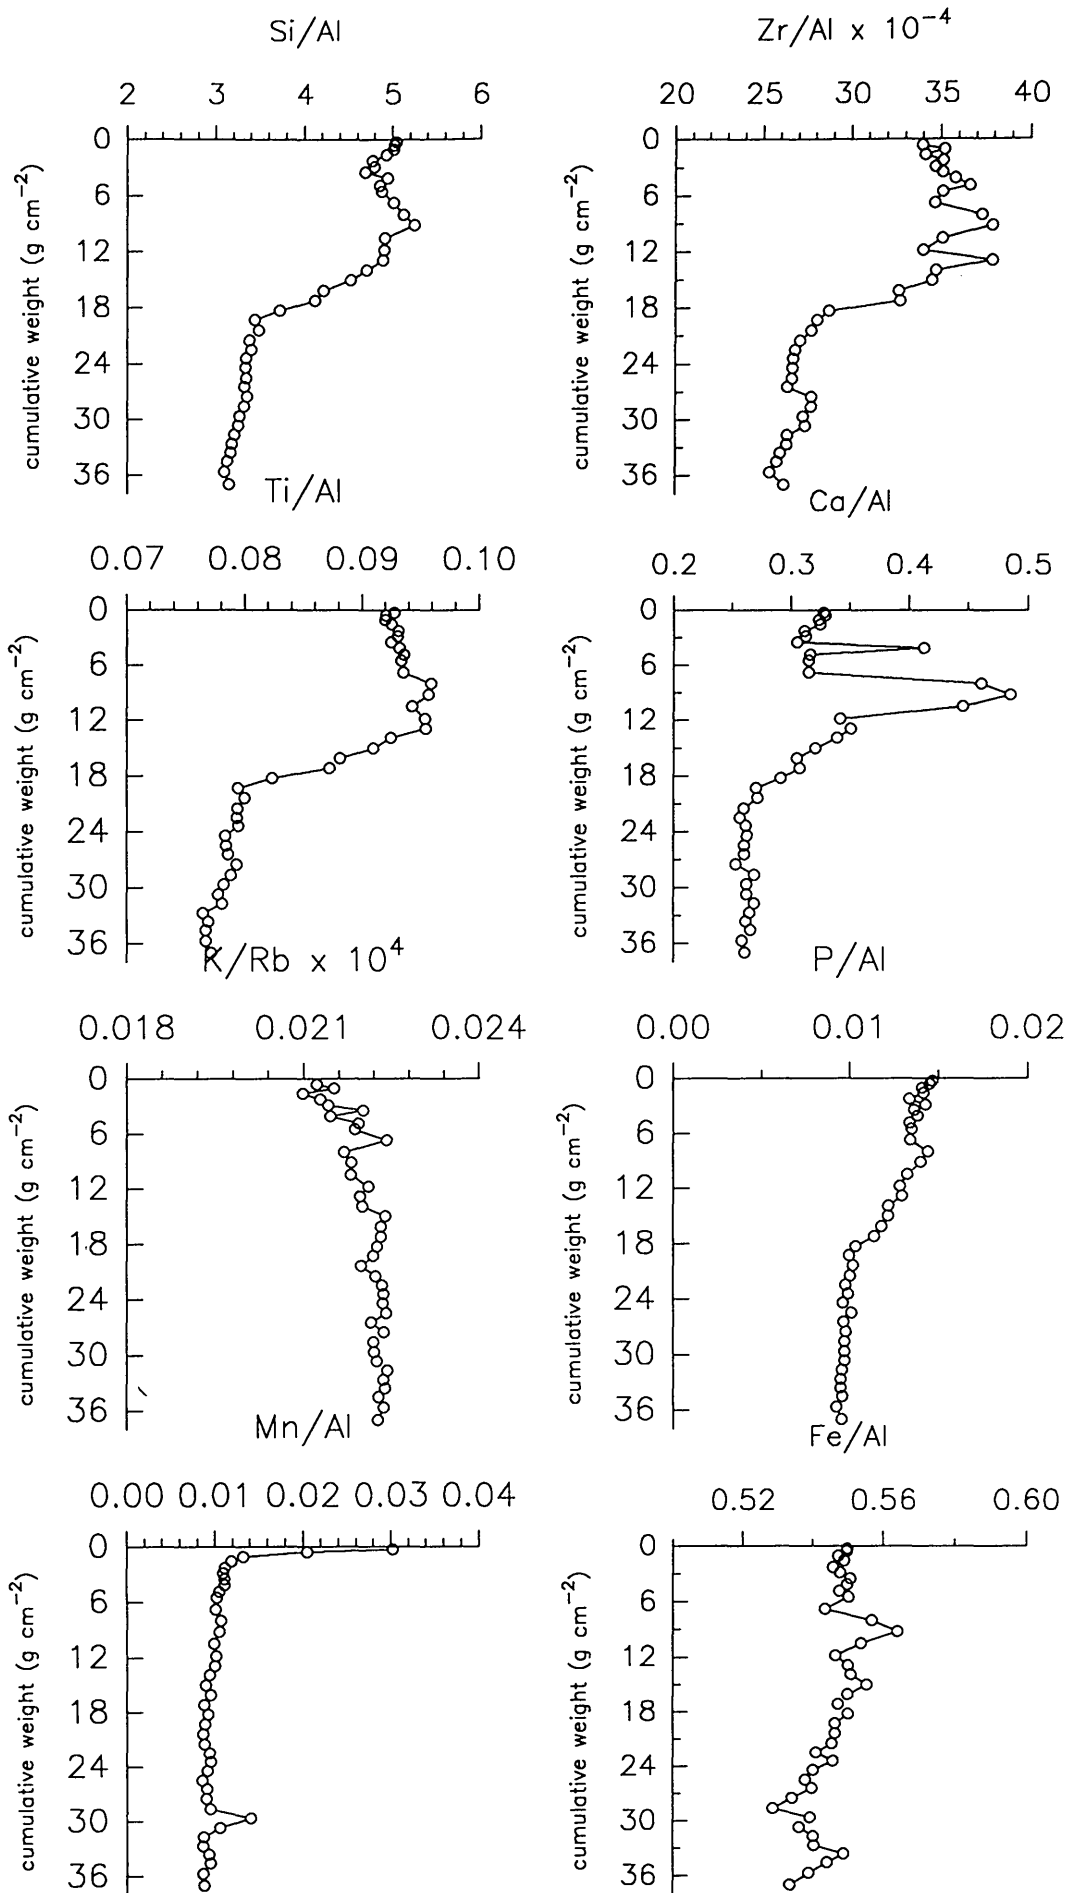 Si/Al
2 3 4 5 6
0
6
12
18
24
30
36
cumulative weight (g cm⁻²)
Zr/Al x 10⁻⁴
20 25 30 35 40
0
6
12
18
24
30
36
cumulative weight (g cm⁻²)
Ti/Al
0.07 0.08 0.09 0.10
0
6
12
18
24
30
36
cumulative weight (g cm⁻²)
Ca/Al
0.2 0.3 0.4 0.5
0
6
12
18
24
30
36
cumulative weight (g cm⁻²)
K/Rb x 10⁴
0.018 0.021 0.024
0
6
12
18
24
30
36
cumulative weight (g cm⁻²)
P/Al
0.00 0.01 0.02
0
6
12
18
24
30
36
cumulative weight (g cm⁻²)
Mn/Al
0.00 0.01 0.02 0.03 0.04
0
6
12
18
24
30
36
cumulative weight (g cm⁻²)
Fe/Al
0.52 0.56 0.60
0
6
12
18
24
30
36
cumulative weight (g cm⁻²)